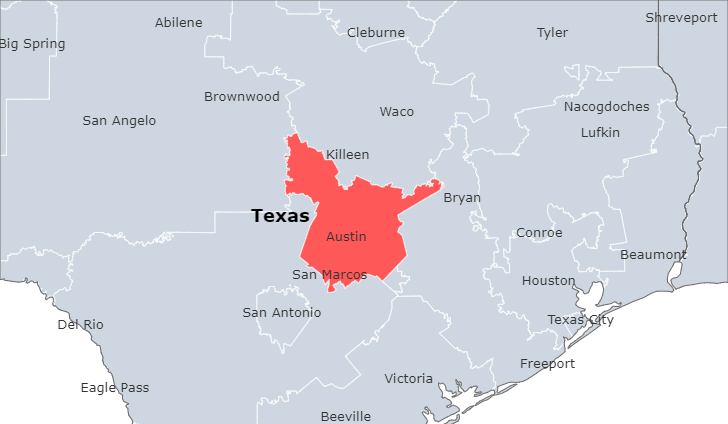 Shreveport
Abilene
Cleburne
Tyler
Big Spring
Brownwood
Nacogdoches
Waco
San Angelo
Lufkin
Killeen
Bryan
Texas
Austin
Conroe
Beaumont
San Marcos
Houston
San Antonio
Texas City
Del Rio
Freeport
Victoria
Eagle Pass
Beeville